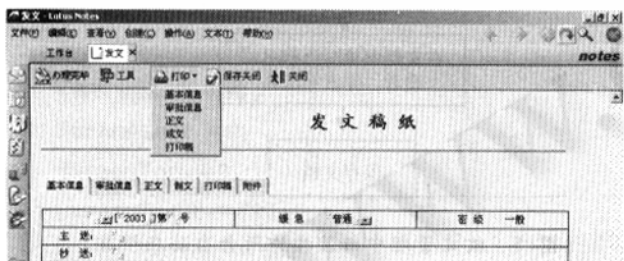 发文 - Lotus Notes
文件(F) 编辑(E) 查看(V) 创建(C) 操作(A) 文本(T) 帮助(H)
工作台 发文 ×
notes
办理完毕 工具 打印 保存关闭 关闭
基本信息
审批信息
正文
成文
打印稿
发文稿纸
基本信息 审批信息 正文 附文 打印稿 附件
[2003]第 号 缓急 普通 密级 一般
主 送:
抄 送: